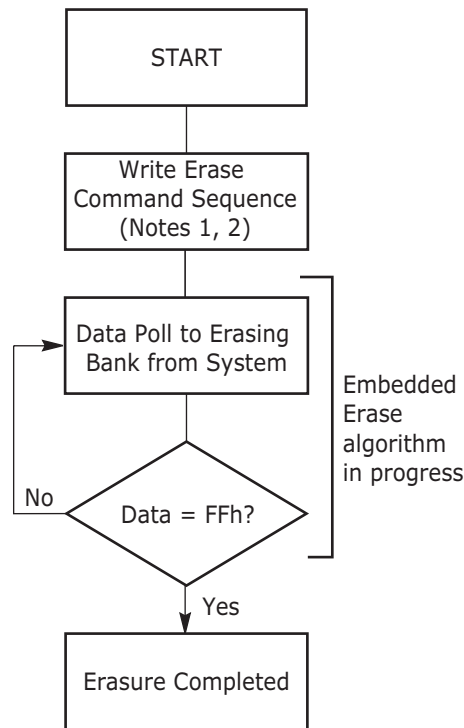 START
Write Erase
Command Sequence
(Notes 1, 2)
Data Poll to Erasing
Bank from System
Embedded
Erase
algorithm
in progress
No
Data = FFh?
Yes
Erasure Completed